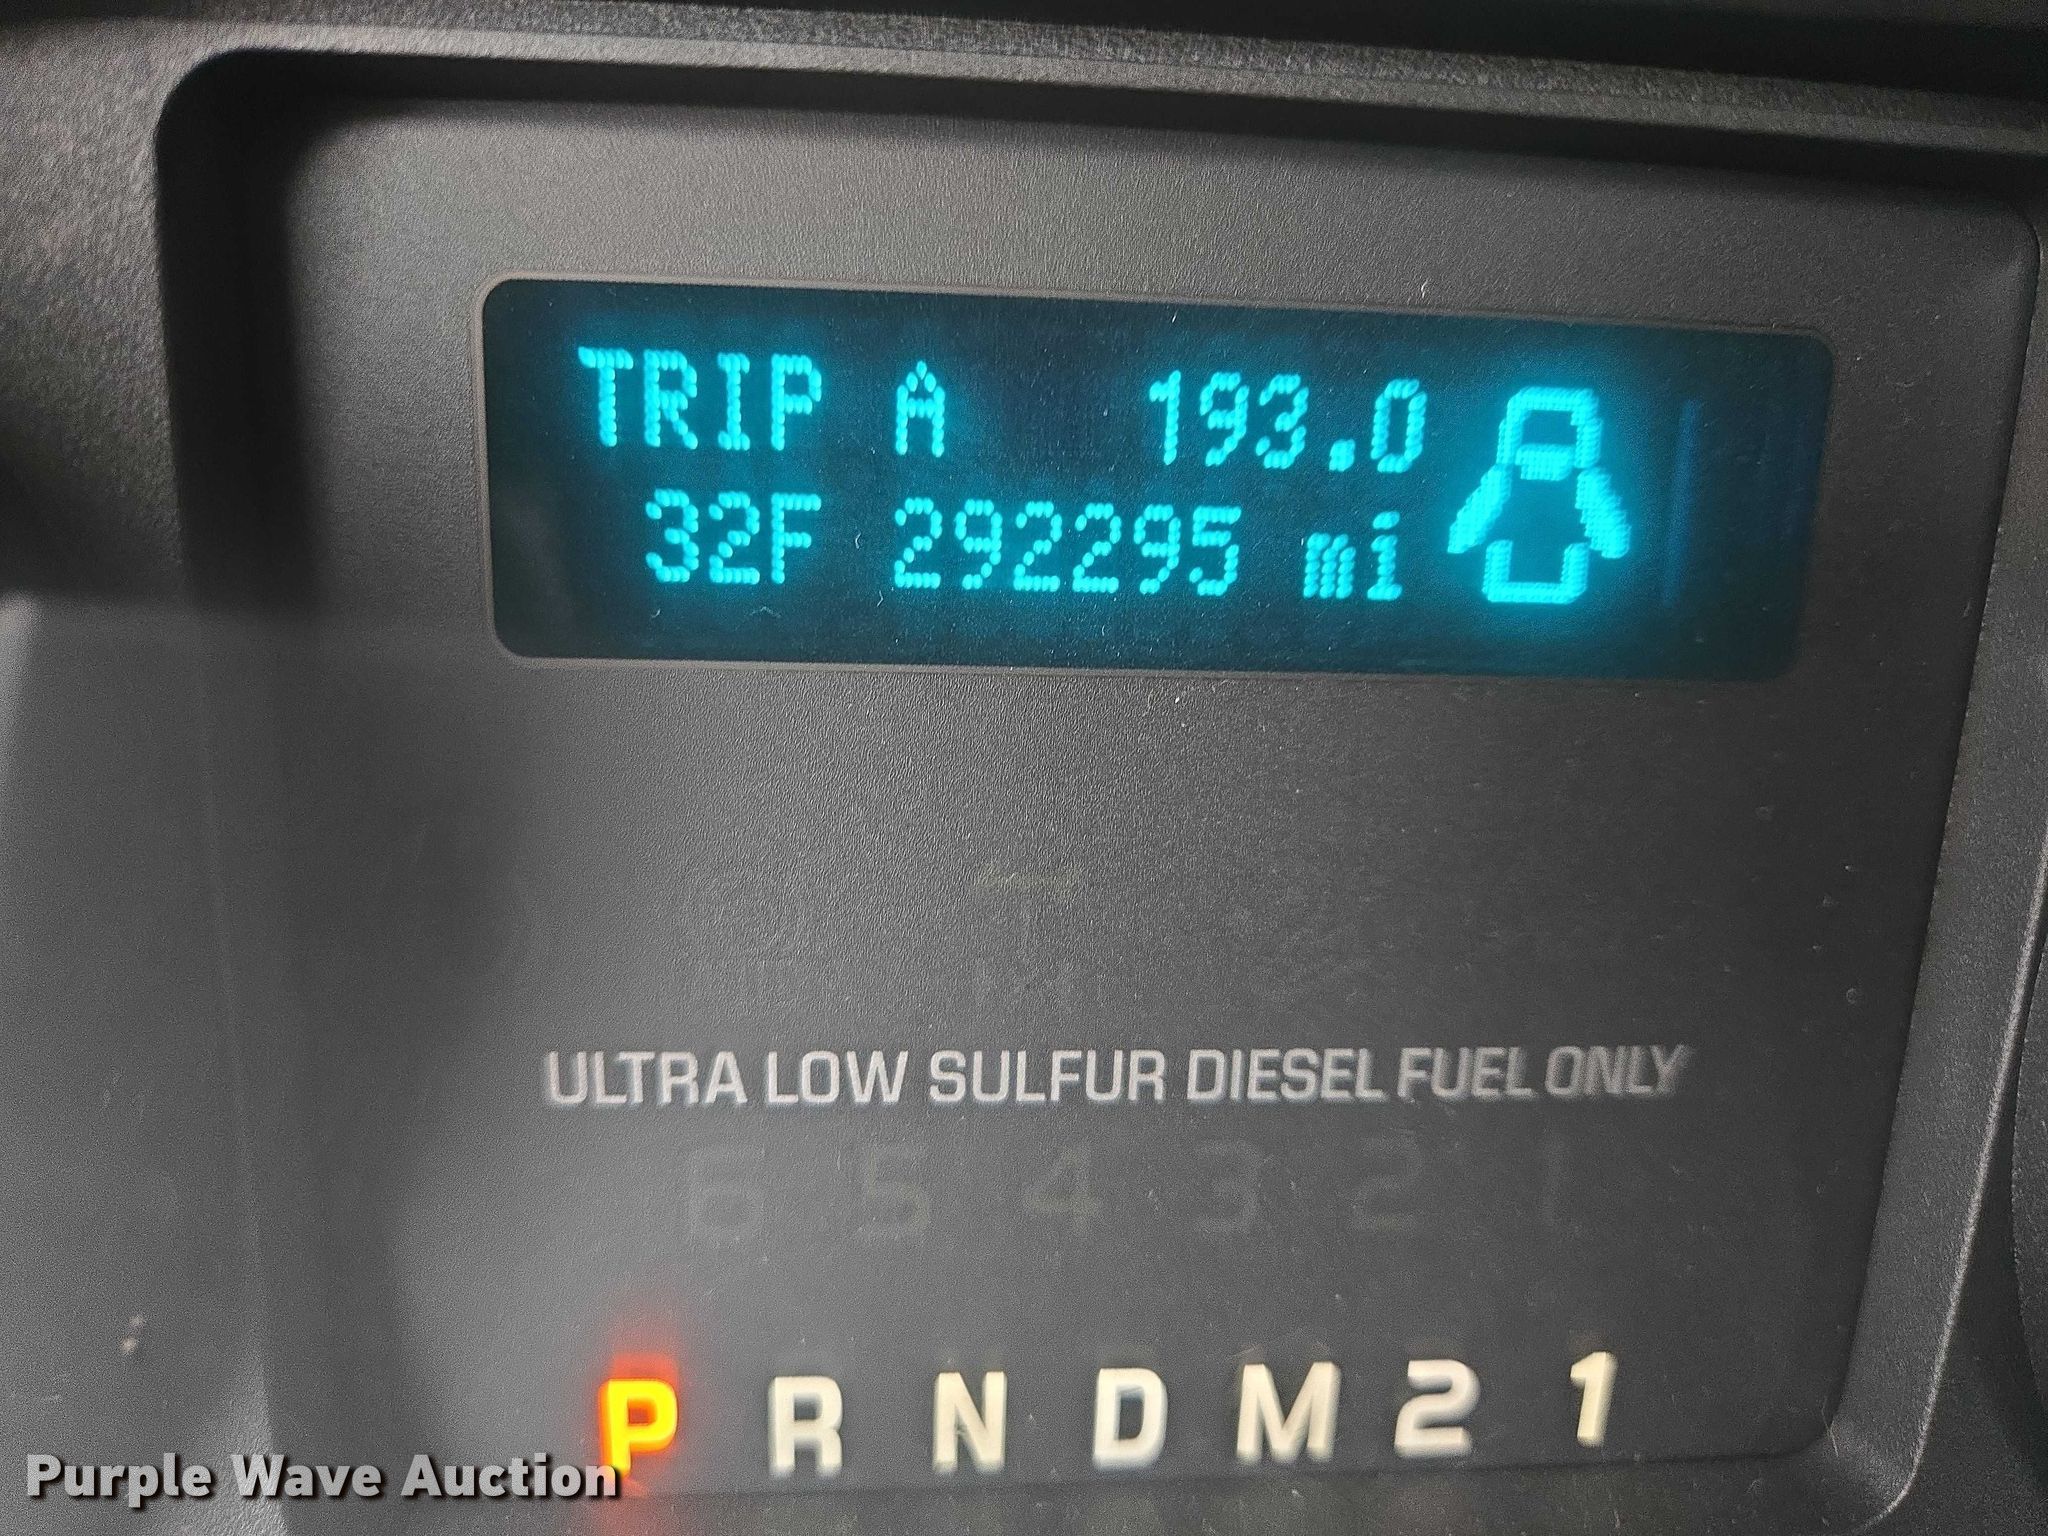 TRIP A 193.0
32F 292295 mi
ULTRA LOW SULFUR DIESEL FUEL ONLY
6 5 4 3 2 1
P R N D M 2 1
Purple Wave Auction